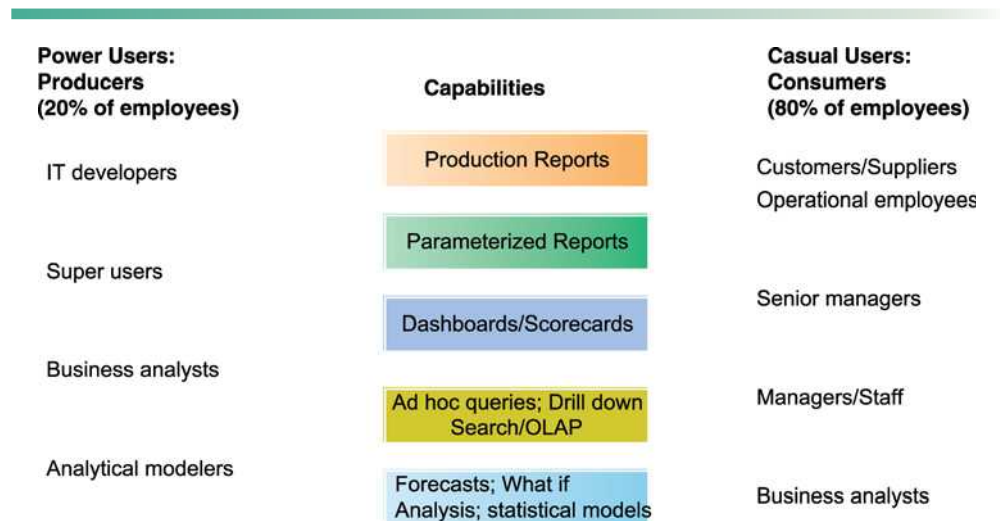 Power Users:
Producers
(20% of employees)
Capabilities
Casual Users:
Consumers
(80% of employees)
IT developers
Production Reports
Customers/Suppliers
Operational employees
Parameterized Reports
Super users
Dashboards/Scorecards
Senior managers
Business analysts
Ad hoc queries; Drill down
Search/OLAP
Managers/Staff
Analytical modelers
Forecasts; What if
Analysis; statistical models
Business analysts